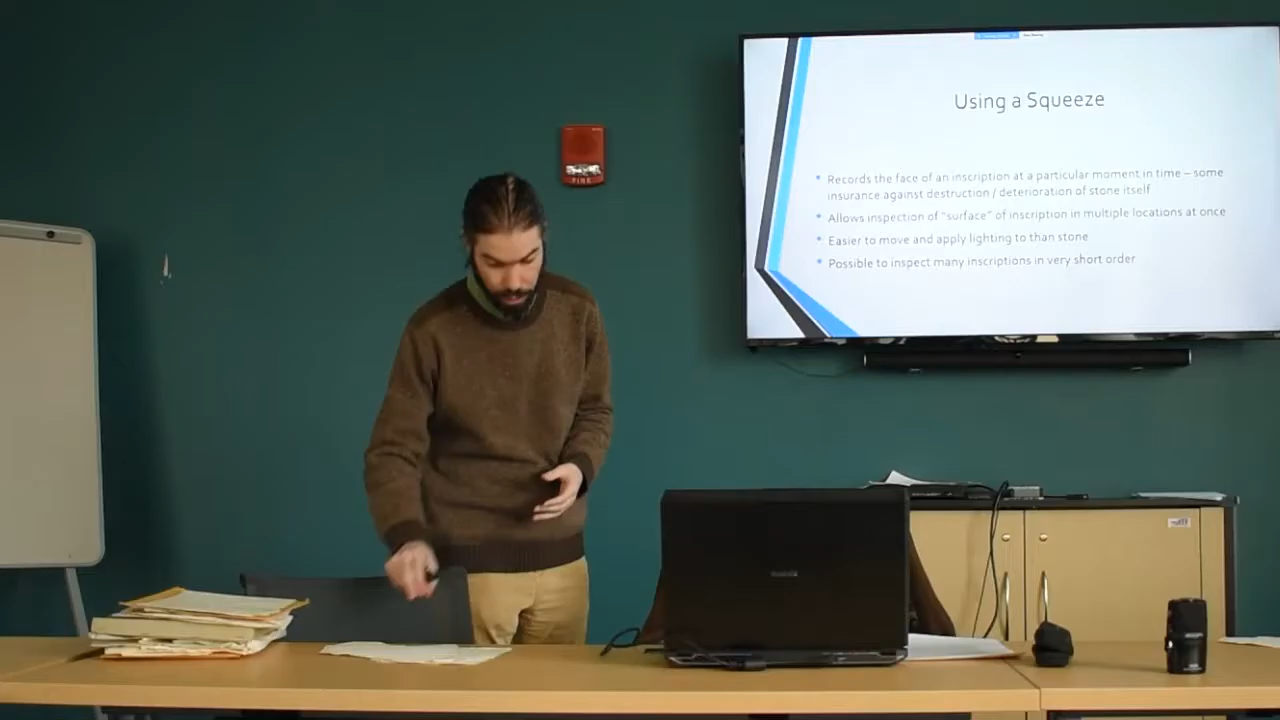 Using a Squeeze
Records the face of an inscription at a particular moment in time – some
insurance against destruction / deterioration of stone itself
Allows inspection of “surface” of inscription in multiple locations at once
Easier to move and apply lighting to than stone
Possible to inspect many inscriptions in very short order
FIRE